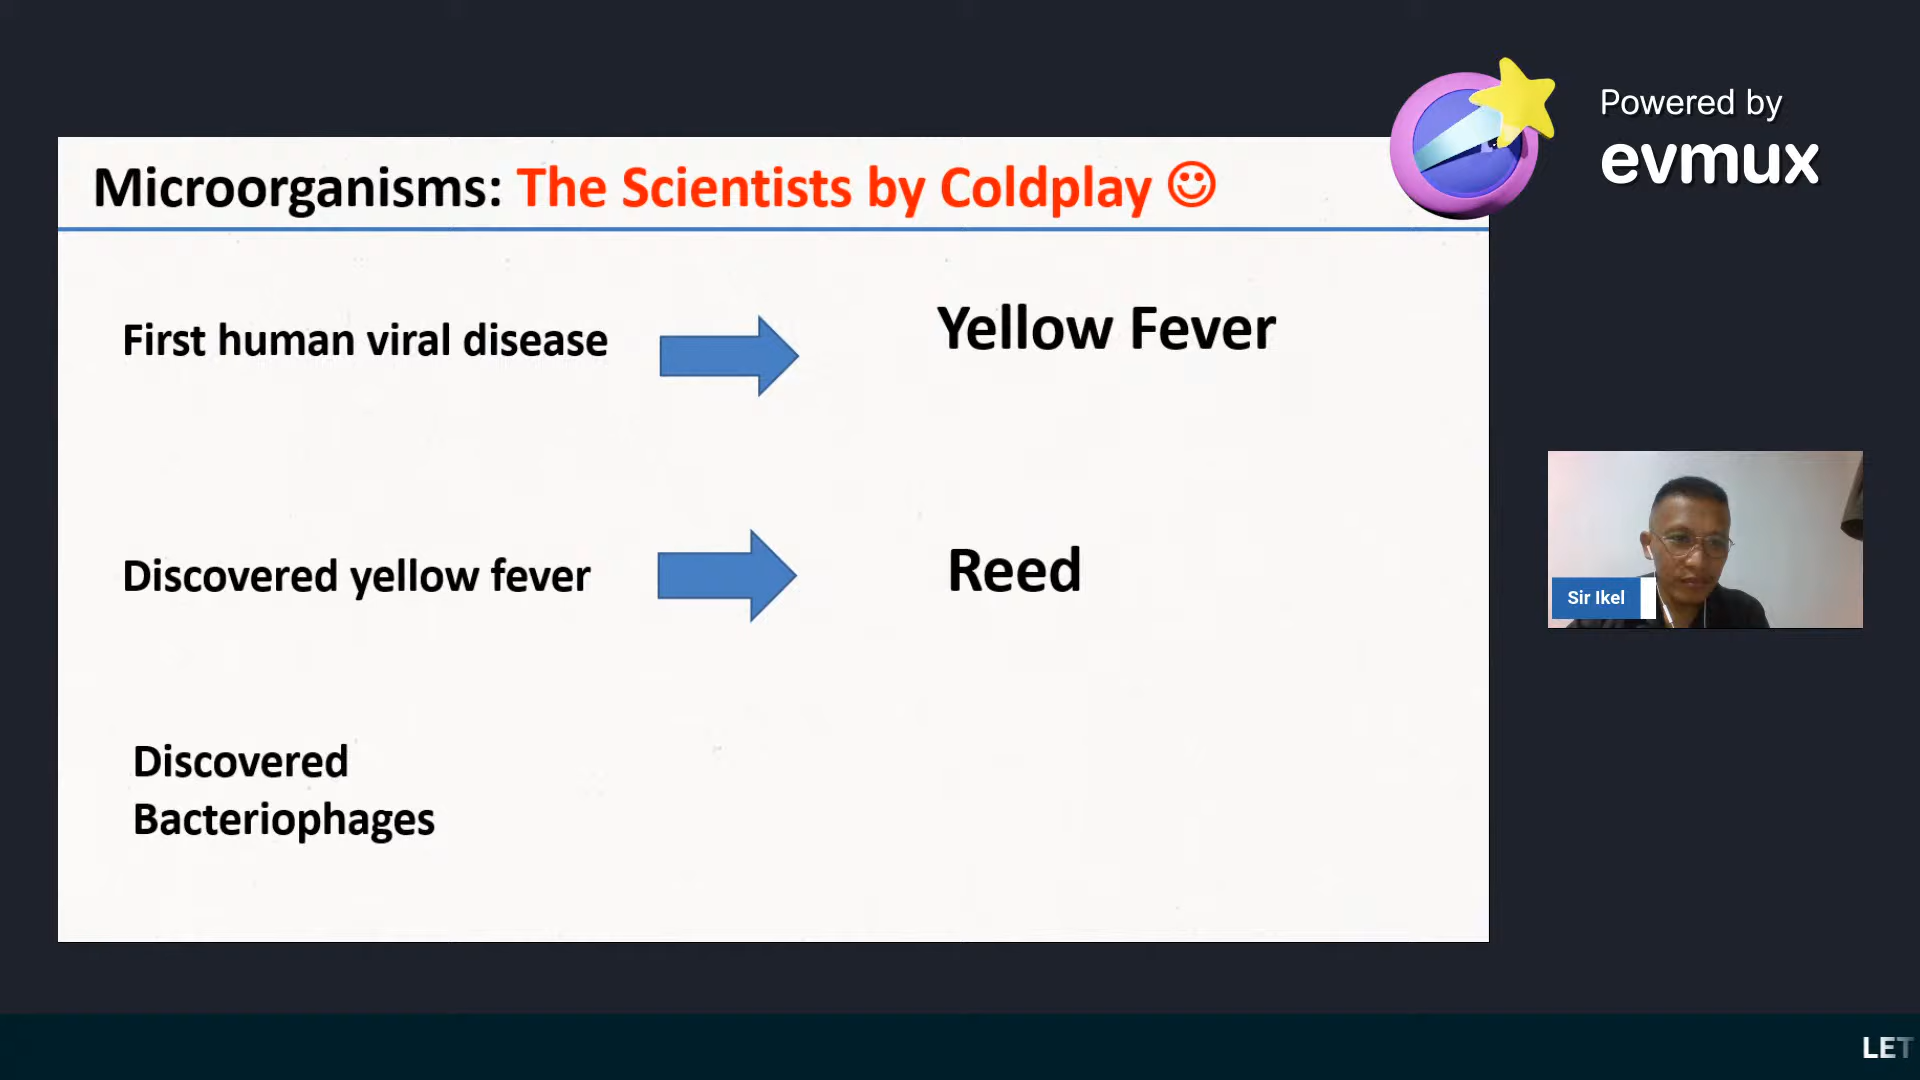 Powered by
evmux
Microorganisms: The Scientists by Coldplay
First human viral disease
Yellow Fever
Discovered yellow fever
Reed
Discovered
Bacteriophages
Sir Ikel
LET